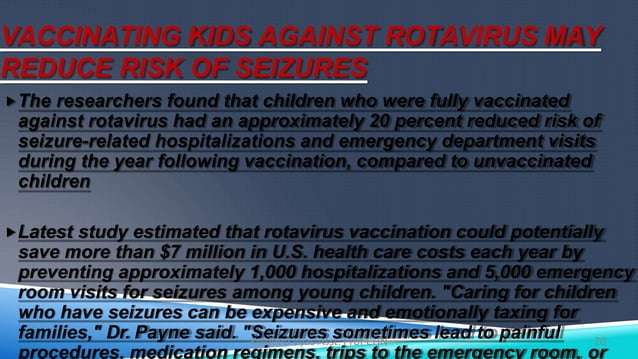 VACCINATING KIDS AGAINST ROTAVIRUS MAY
REDUCE RISK OF SEIZURES
The researchers found that children who were fully vaccinated
against rotavirus had an approximately 20 percent reduced risk of
seizure-related hospitalizations and emergency department visits
during the year following vaccination, compared to unvaccinated
children
Latest study estimated that rotavirus vaccination could potentially
save more than $7 million in U.S. health care costs each year by
preventing approximately 1,000 hospitalizations and 5,000 emergency
room visits for seizures among young children. "Caring for children
who have seizures can be expensive and emotionally taxing for
families," Dr. Payne said. "Seizures sometimes lead to painful
procedures, medication regimens, trips to the emergency room, or